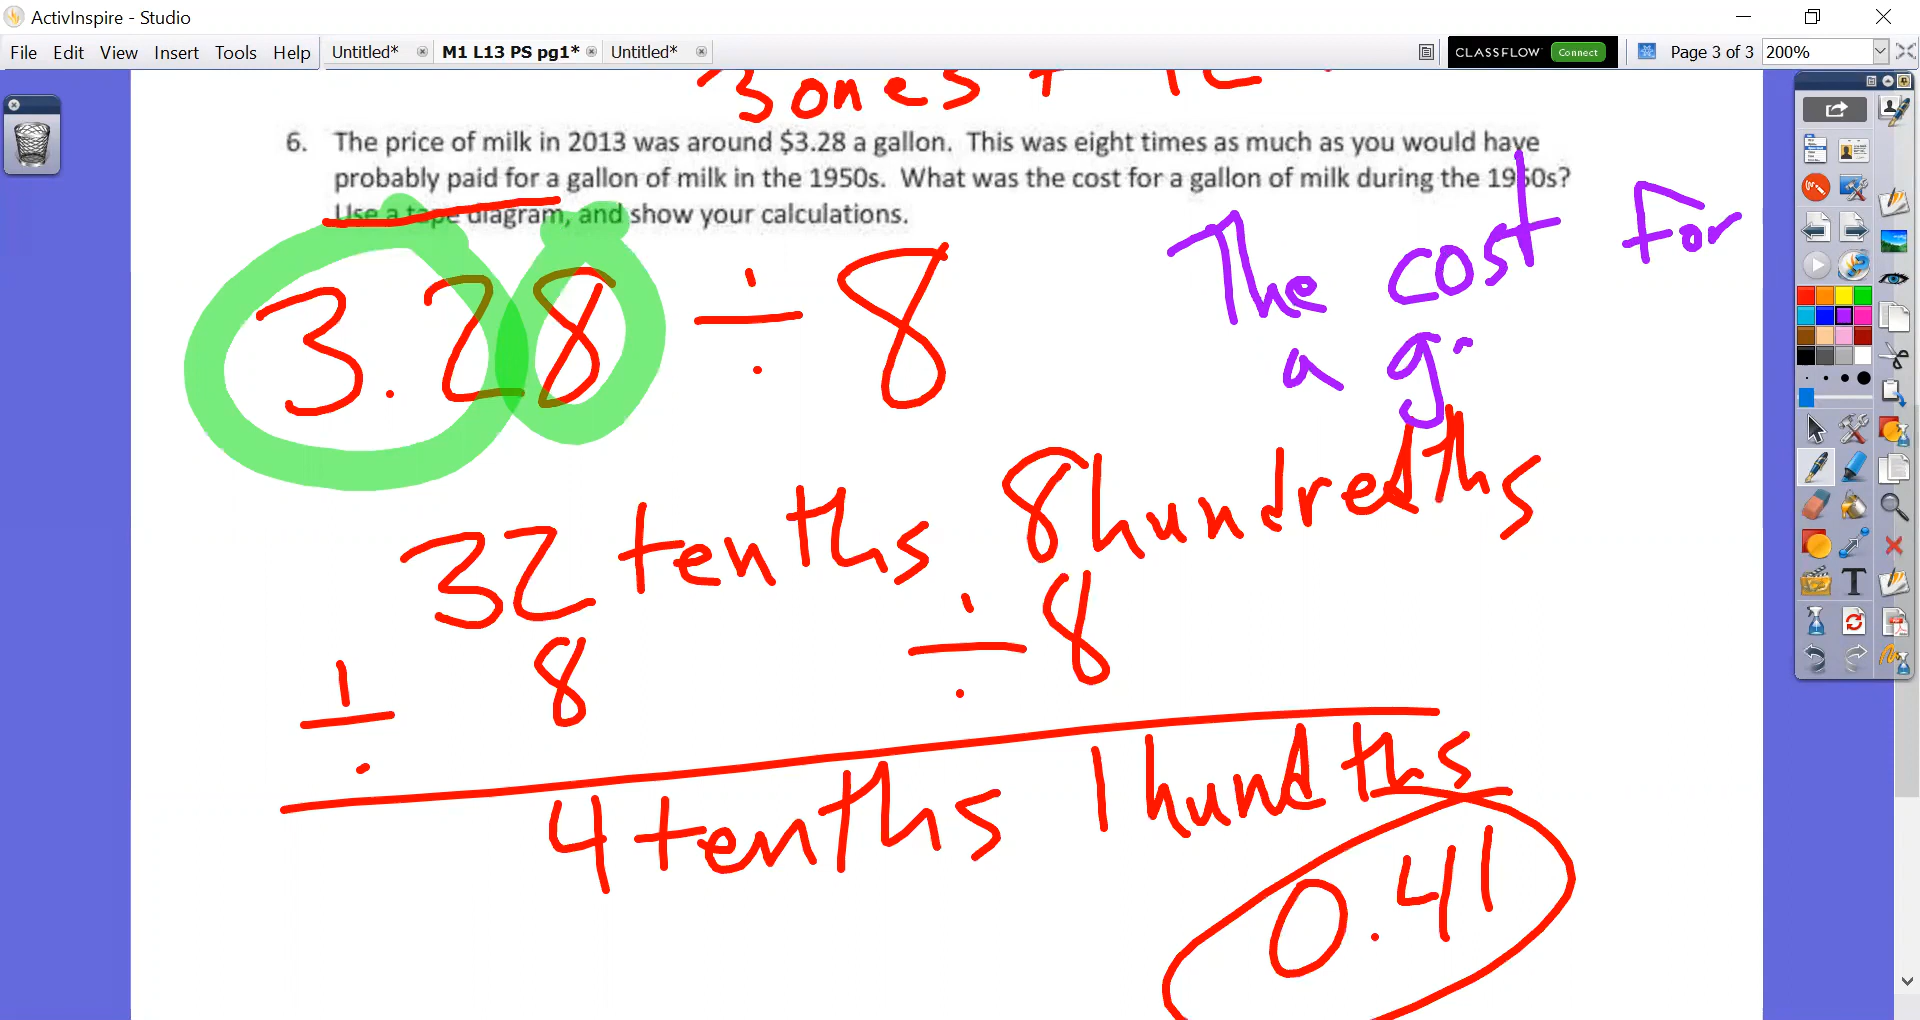 ActivInspire - Studio
File Edit View Insert Tools Help Untitled* M1 L13 PS pg1* Untitled* CLASSFLOW Connect Page 3 of 3 200%
3 ones +
6. The price of milk in 2013 was around $3.28 a gallon. This was eight times as much as you would have
probably paid for a gallon of milk in the 1950s. What was the cost for a gallon of milk during the 1950s?
Use a tape diagram, and show your calculations.
The cost for
3.28 ÷ 8
a g
32 tenths 8 hundredths
÷ 8 ÷ 8
4 tenths 1 hundths
0.41